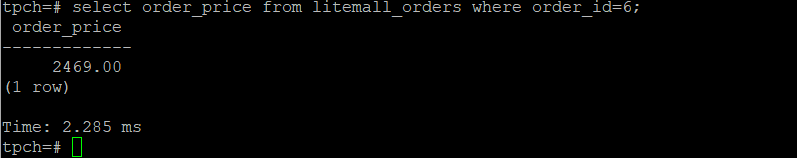 tpch=# select order_price from litemall_orders where order_id=6;
order_price
-------------
2469.00
(1 row)
Time: 2.285 ms
tpch=#